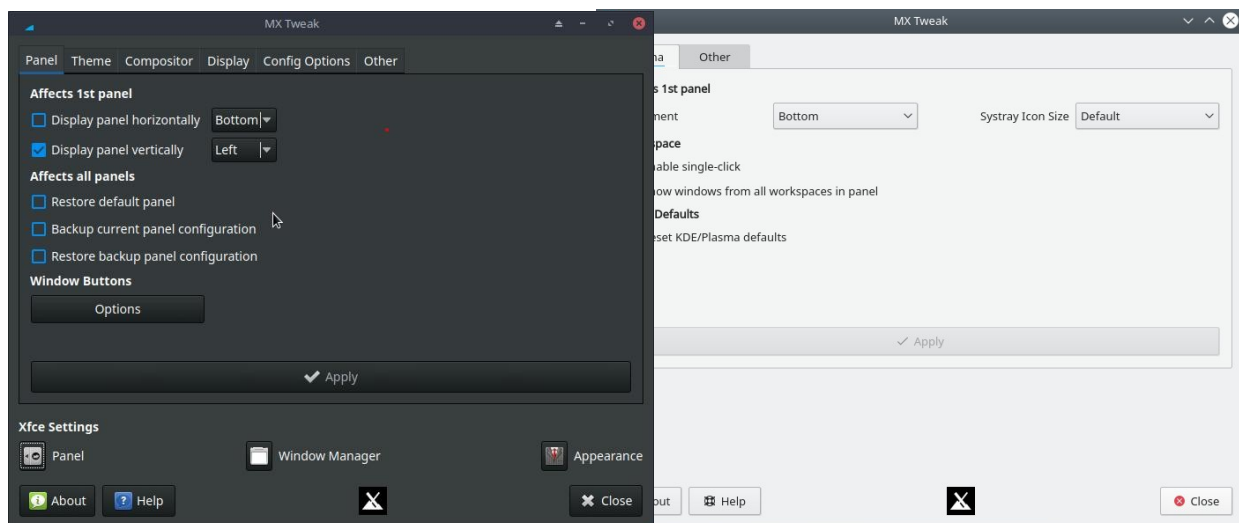 MX Tweak
Panel Theme Compositor Display Config Options Other
Affects 1st panel
Display panel horizontally Bottom
Display panel vertically Left
Affects all panels
Restore default panel
Backup current panel configuration
Restore backup panel configuration
Window Buttons
Options
Apply
Xfce Settings
Panel Window Manager Appearance
About Help Close
MX Tweak
Other
1st panel
Bottom Systray Icon Size Default
single-click
windows from all workspaces in panel
Defaults
KDE/Plasma defaults
Apply
Help Close